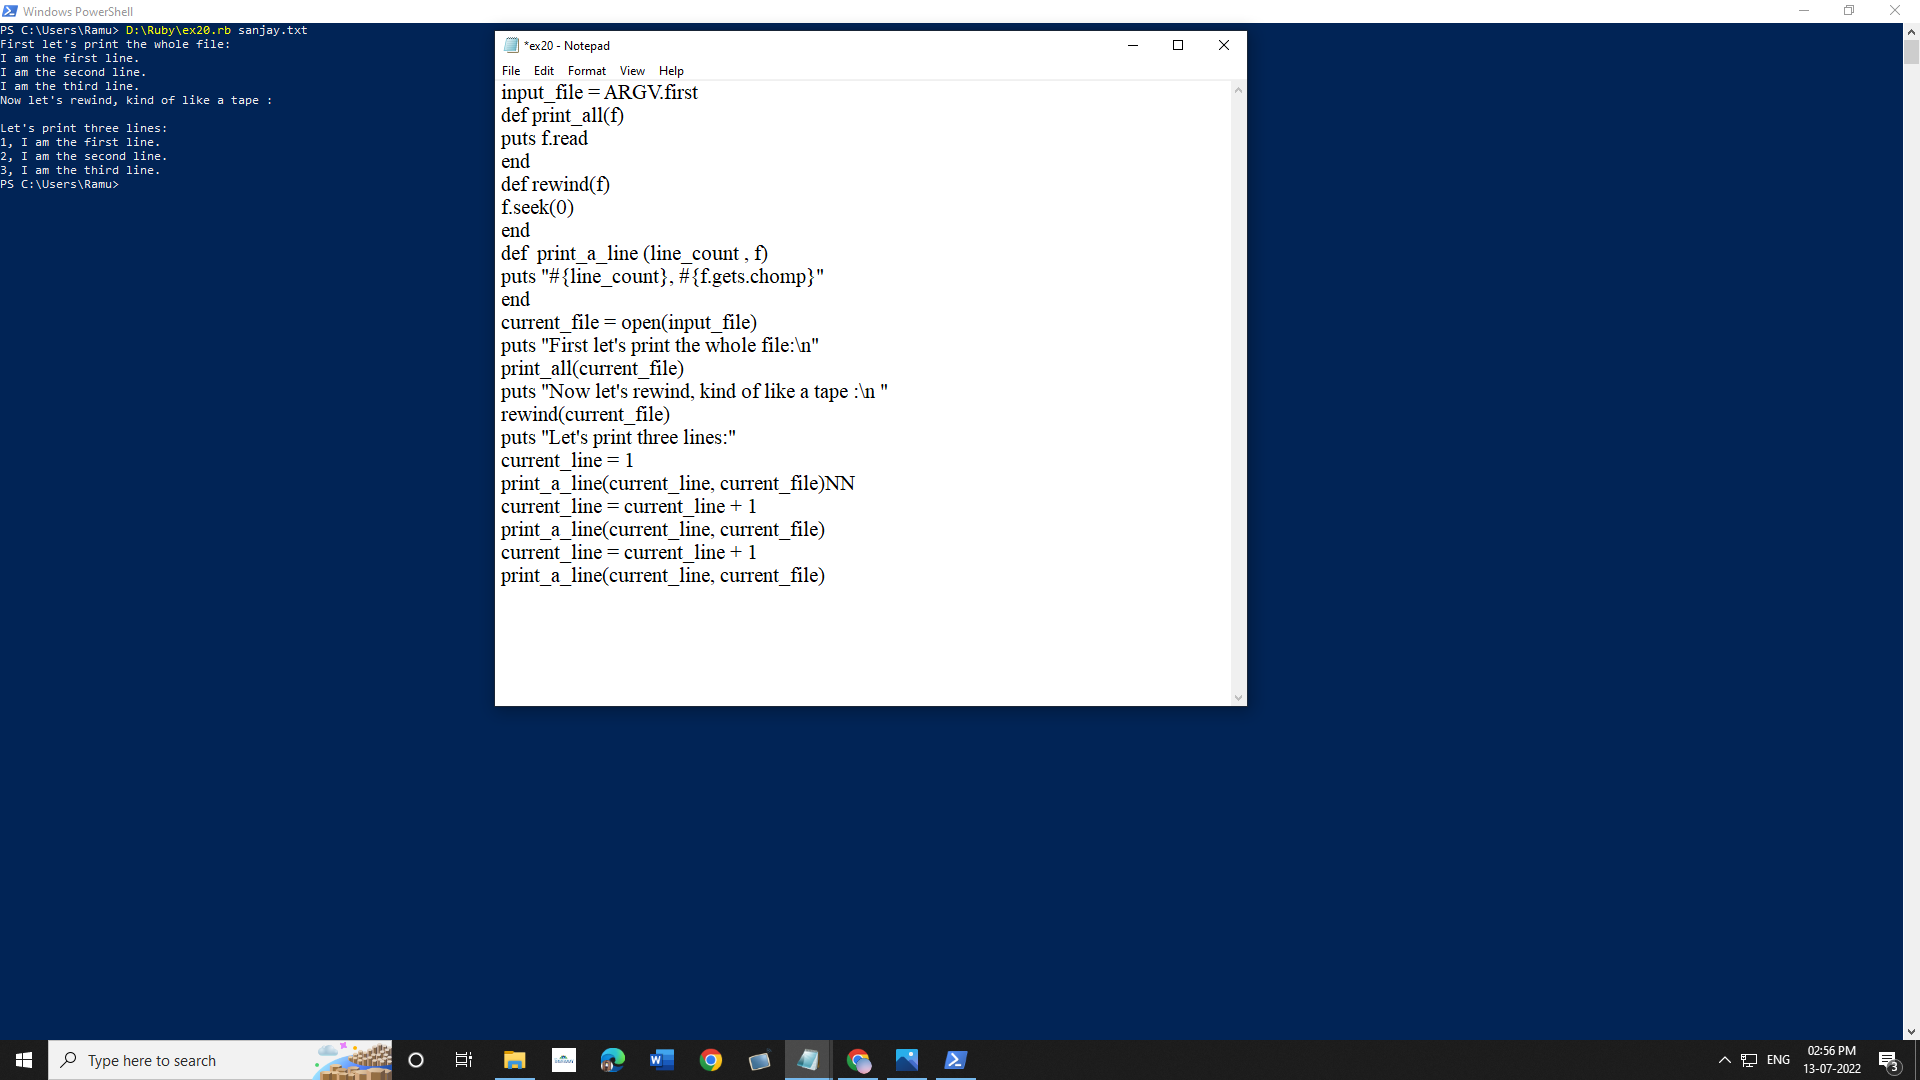 Windows PowerShell
PS C:\Users\Ramu> D:\Ruby\ex20.rb sanjay.txt
First let's print the whole file:
I am the first line.
I am the second line.
I am the third line.
Now let's rewind, kind of like a tape :
Let's print three lines:
1, I am the first line.
2, I am the second line.
3, I am the third line.
PS C:\Users\Ramu>
*ex20 - Notepad
File Edit Format View Help
input_file = ARGV.first
def print_all(f)
puts f.read
end
def rewind(f)
f.seek(0)
end
def  print_a_line (line_count , f)
puts "#{line_count}, #{f.gets.chomp}"
end
current_file = open(input_file)
puts "First let's print the whole file:\n"
print_all(current_file)
puts "Now let's rewind, kind of like a tape :\n "
rewind(current_file)
puts "Let's print three lines:"
current_line = 1
print_a_line(current_line, current_file)NN
current_line = current_line + 1
print_a_line(current_line, current_file)
current_line = current_line + 1
print_a_line(current_line, current_file)
Type here to search
ENG
02:56 PM
13-07-2022
3